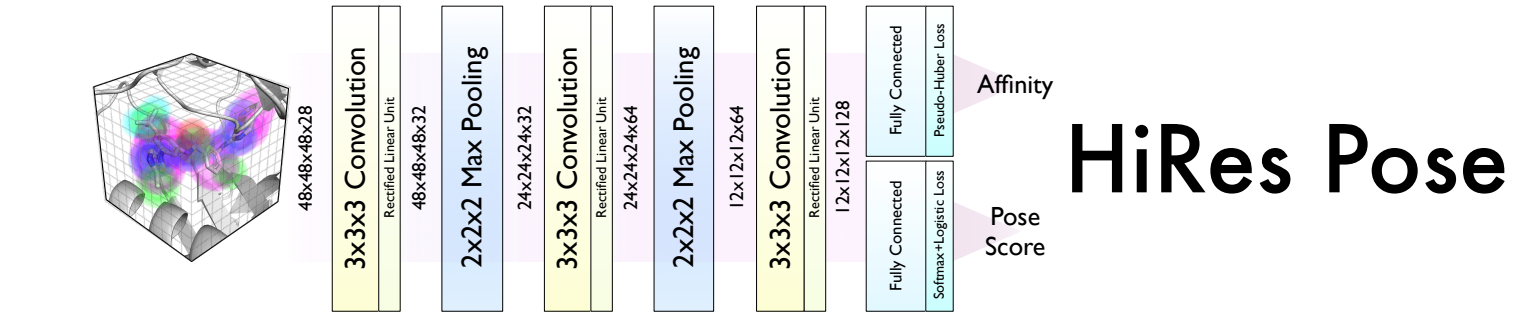 48x48x48x28
3x3x3 Convolution
Rectified Linear Unit
48x48x48x32
2x2x2 Max Pooling
24x24x24x32
3x3x3 Convolution
Rectified Linear Unit
24x24x24x64
2x2x2 Max Pooling
12x12x12x64
3x3x3 Convolution
Rectified Linear Unit
12x12x12x128
Fully Connected
Pseudo-Huber Loss
Affinity
Fully Connected
Softmax+Logistic Loss
Pose
Score
HiRes Pose